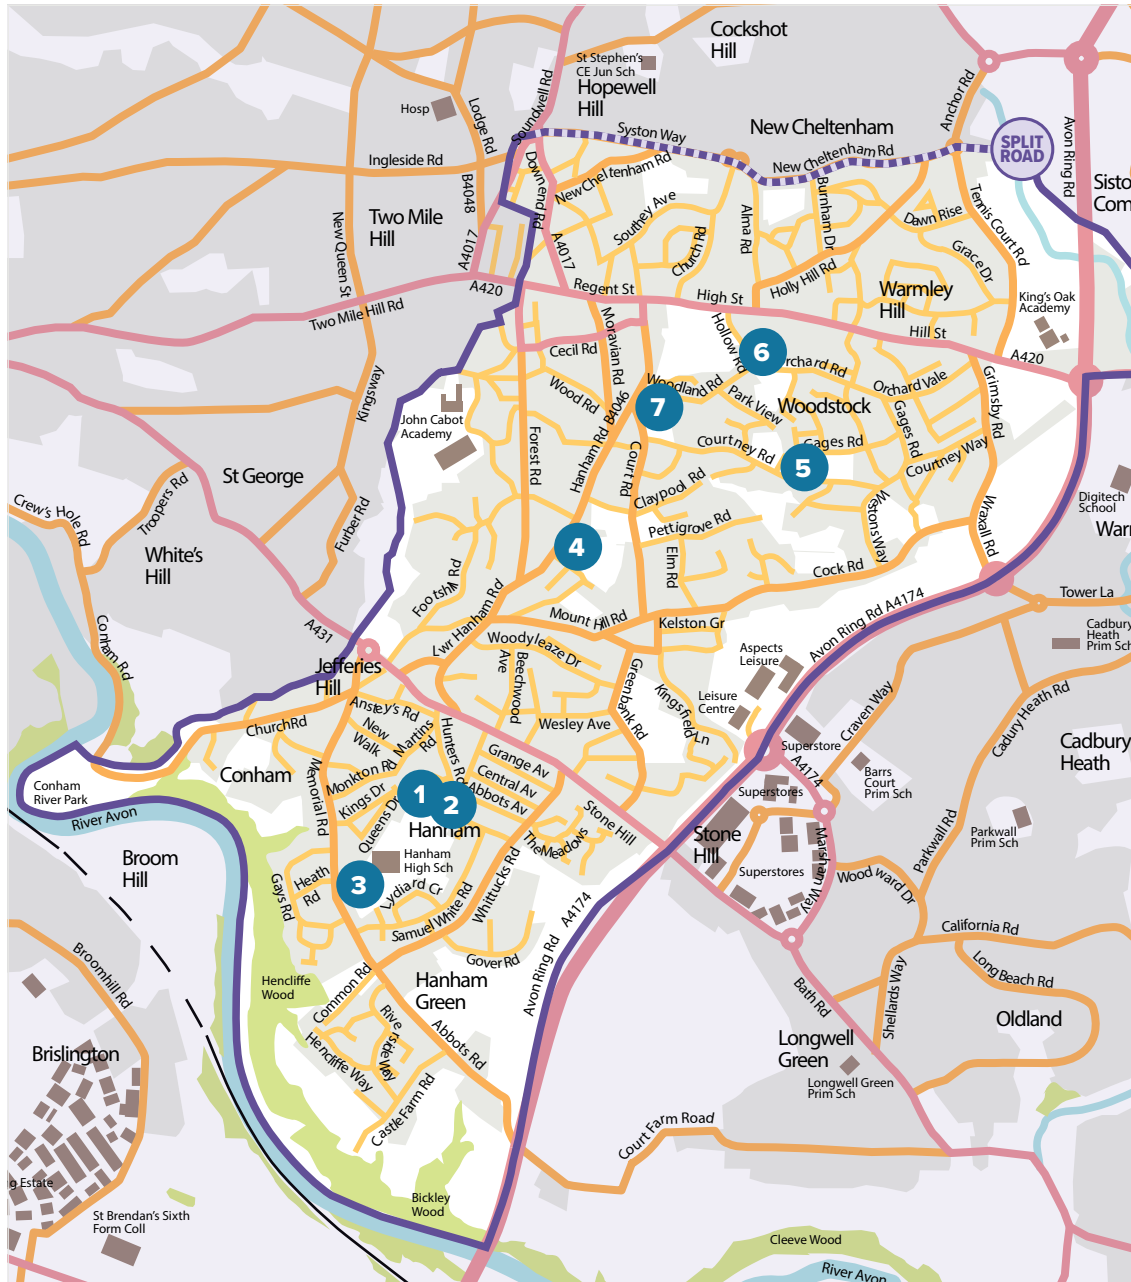 Cockshot
Hill
St Stephen's
CE Jun Sch
Hopewell
Hill
Hosp
Lodge Rd
Soundwell Rd
Syston Way
New Cheltenham
Anchor Rd
Avon Ring Rd
SPLIT
ROAD
Ingleside Rd
Downend Rd
New Cheltenham Rd
New Cheltenham Rd
B4048
Two Mile
Hill
Southey Ave
Alma Rd
Burnham Dr
Dawn Rise
Tennis Court Rd
Sisto
Com
New Queen St
A4017
A4017
Church Rd
Grace Dr
Holly Hill Rd
Warmley
Hill
A420
Regent St
High St
King's Oak
Academy
Two Mile Hill Rd
Moravian Rd
Hollow Rd
Hill St
Cecil Rd
6
A420
rchard Rd
Orchard Vale
Grimsby Rd
Kingsway
Wood Rd
Woodland Rd
Park View
Woodstock
John Cabot
Academy
B4046
7
Gages Rd
Gages Rd
Courtney Rd
Courtney Way
Forest Rd
Hanham Rd
Court Rd
5
St George
Claypool Rd
Westons Way
Digitech
School
Crew's Hole Rd
Troopers Rd
Furber Rd
Pettigrove Rd
Wraxall Rd
Warr
White's
Hill
4
Elm Rd
Cock Rd
Footshill Rd
Tower La
Conham Rd
A431
Lwr Hanham Rd
Mount Hill Rd
Kelston Gr
Avon Ring Rd A4174
Cadbury
Heath
Prim Sch
Woodyleaze Dr
Aspects
Leisure
Jefferies
Hill
Beechwood
Ave
Greenbank Rd
Kingsfield Ln
Leisure
Centre
Craven Way
Cadury Heath Rd
Anstey's Rd
Church Rd
New
Walk
Martins
Rd
Hunters Rd
Wesley Ave
Superstore
Cadbury
Heath
Conham
Memorial Rd
Monkton Rd
Grange Av
A4174
Barrs
Court
Prim Sch
Conham
River Park
Kings Dr
1
2
Central Av
Abbots Av
Superstores
River Avon
Queens Dr
Hanham
The Meadows
Stone Hill
Stone
Hill
Marsham Way
Parkwall Rd
Parkwall
Prim Sch
Broom
Hill
Hanham
High Sch
Superstores
Woodward Dr
Heath
Rd
3
Lydiard Cr
Whittucks Rd
Gays Rd
Samuel White Rd
A4174
California Rd
Broomhill Rd
Gover Rd
Avon Ring Rd
Long Beach Rd
Hencliffe
Wood
Common Rd
Hanham
Green
Bath Rd
Shellards Way
Riverside Way
Abbots Rd
Longwell
Green
Oldland
Brislington
Hencliffe Way
Castle Farm Rd
Longwell Green
Prim Sch
Court Farm Road
g Estate
St Brendan's Sixth
Form Coll
Bickley
Wood
Cleeve Wood
River Avon